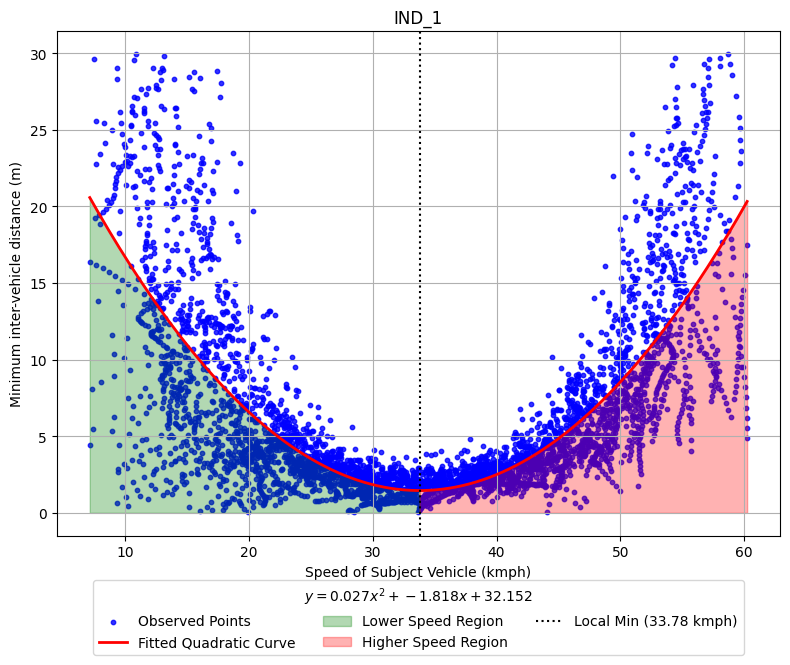 IND_1
30
25
20
15
10
5
0
Minimum inter-vehicle distance (m)
10 20 30 40 50 60
Speed of Subject Vehicle (kmph)
y = 0.027x² + −1.818x + 32.152
Observed Points Lower Speed Region Local Min (33.78 kmph)
Fitted Quadratic Curve Higher Speed Region